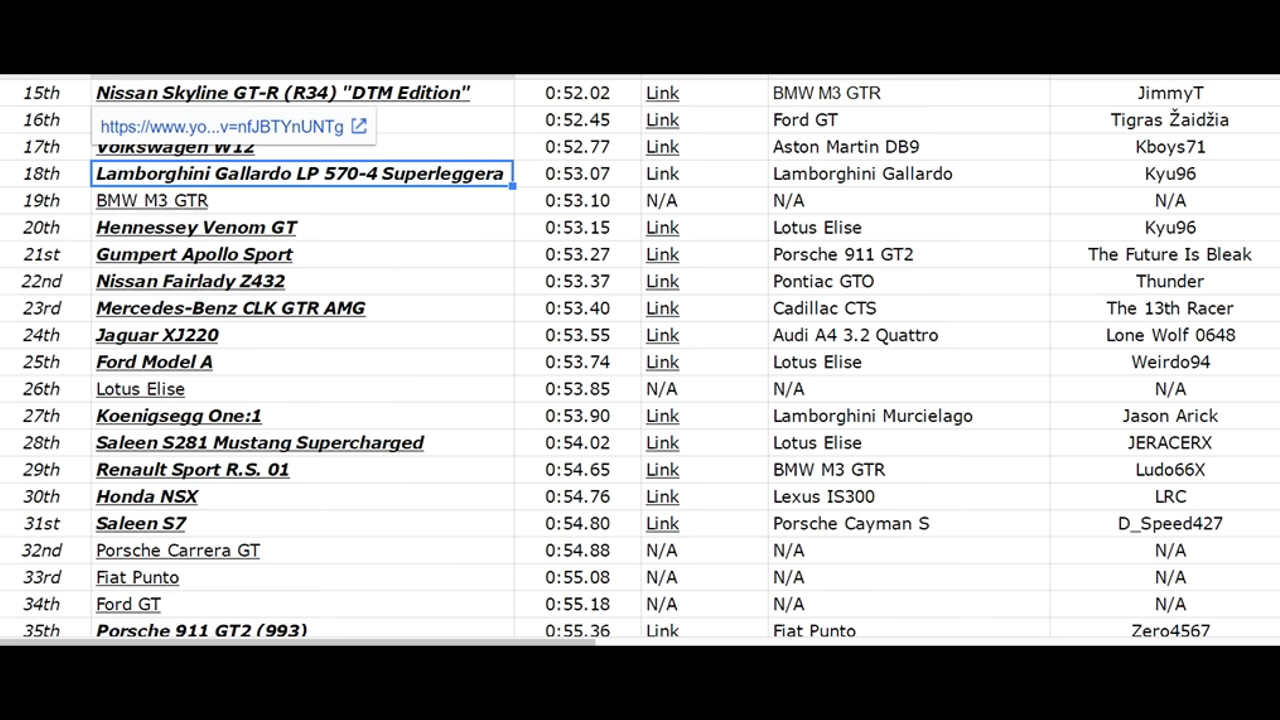 15th Nissan Skyline GT-R (R34) "DTM Edition" 0:52.02 Link BMW M3 GTR JimmyT
16th 0:52.45 Link Ford GT Tigras Žaidžia
https://www.yo...v=nfJBTYnUNTg
17th Volkswagen W12 0:52.77 Link Aston Martin DB9 Kboys71
18th Lamborghini Gallardo LP 570-4 Superleggera 0:53.07 Link Lamborghini Gallardo Kyu96
19th BMW M3 GTR 0:53.10 N/A N/A N/A
20th Hennessey Venom GT 0:53.15 Link Lotus Elise Kyu96
21st Gumpert Apollo Sport 0:53.27 Link Porsche 911 GT2 The Future Is Bleak
22nd Nissan Fairlady Z432 0:53.37 Link Pontiac GTO Thunder
23rd Mercedes-Benz CLK GTR AMG 0:53.40 Link Cadillac CTS The 13th Racer
24th Jaguar XJ220 0:53.55 Link Audi A4 3.2 Quattro Lone Wolf 0648
25th Ford Model A 0:53.74 Link Lotus Elise Weirdo94
26th Lotus Elise 0:53.85 N/A N/A N/A
27th Koenigsegg One:1 0:53.90 Link Lamborghini Murcielago Jason Arick
28th Saleen S281 Mustang Supercharged 0:54.02 Link Lotus Elise JERACERX
29th Renault Sport R.S. 01 0:54.65 Link BMW M3 GTR Ludo66X
30th Honda NSX 0:54.76 Link Lexus IS300 LRC
31st Saleen S7 0:54.80 Link Porsche Cayman S D_Speed427
32nd Porsche Carrera GT 0:54.88 N/A N/A N/A
33rd Fiat Punto 0:55.08 N/A N/A N/A
34th Ford GT 0:55.18 N/A N/A N/A
35th Porsche 911 GT2 (993) 0:55.36 Link Fiat Punto Zero4567